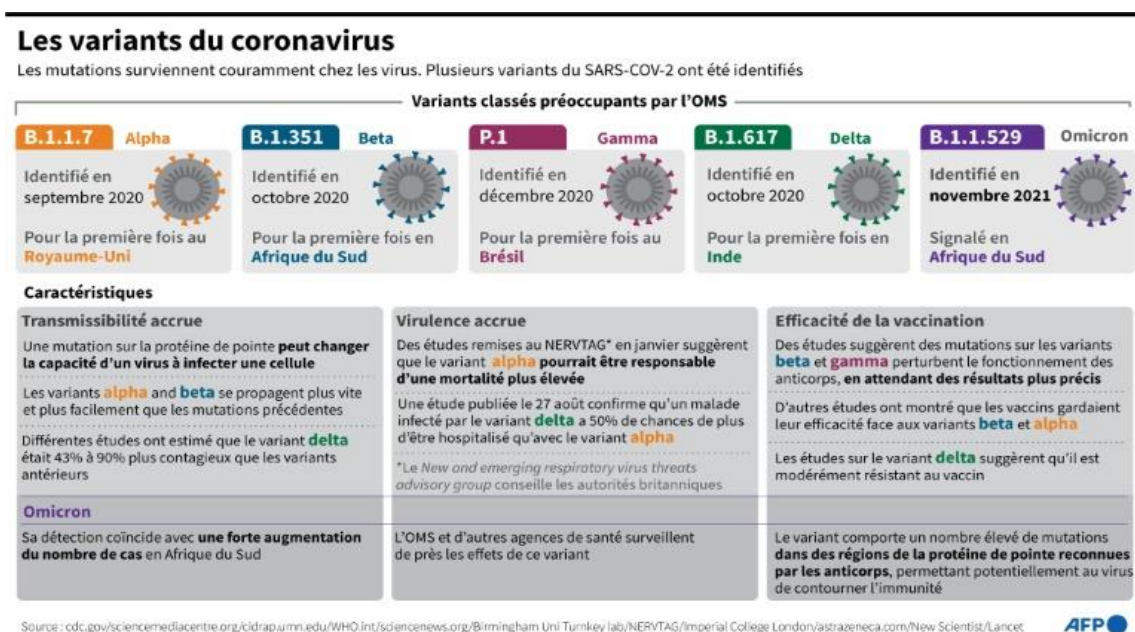 Les variants du coronavirus
Les mutations surviennent couramment chez les virus. Plusieurs variants du SARS-COV-2 ont été identifiés
Variants classés préoccupants par l'OMS
B.1.1.7 Alpha
Identifié en
septembre 2020
Pour la première fois au
Royaume-Uni
B.1.351 Beta
Identifié en
octobre 2020
Pour la première fois en
Afrique du Sud
P.1 Gamma
Identifié en
décembre 2020
Pour la première fois au
Brésil
B.1.617 Delta
Identifié en
octobre 2020
Pour la première fois en
Inde
B.1.1.529 Omicron
Identifié en
novembre 2021
Signalé en
Afrique du Sud
Caractéristiques
Transmissibilité accrue
Une mutation sur la protéine de pointe peut changer
la capacité d'un virus à infecter une cellule
Les variants alpha and beta se propagent plus vite
et plus facilement que les mutations précédentes
Différentes études ont estimé que le variant delta
était 43% à 90% plus contagieux que les variants
antérieurs
Virulence accrue
Des études remises au NERVTAG* en janvier suggèrent
que le variant alpha pourrait être responsable
d'une mortalité plus élevée
Une étude publiée le 27 août confirme qu'un malade
infecté par le variant delta a 50% de chances de plus
d'être hospitalisé qu'avec le variant alpha
*Le New and emerging respiratory virus threats
advisory group conseille les autorités britanniques
Efficacité de la vaccination
Des études suggèrent des mutations sur les variants
beta et gamma perturbent le fonctionnement des
anticorps, en attendant des résultats plus précis
D'autres études ont montré que les vaccins gardaient
leur efficacité face aux variants beta et alpha
Les études sur le variant delta suggèrent qu'il est
modérément résistant au vaccin
Omicron
Sa détection coïncide avec une forte augmentation
du nombre de cas en Afrique du Sud
L'OMS et d'autres agences de santé surveillent
de près les effets de ce variant
Le variant comporte un nombre élevé de mutations
dans des régions de la protéine de pointe reconnues
par les anticorps, permettant potentiellement au virus
de contourner l'immunité
Source : cdc.gov/sciencemediacentre.org/cidrap.umn.edu/WHO.int/sciencenews.org/Birmingham Uni Turnkey lab/NERVTAG/Imperial College London/astrazeneca.com/New Scientist/Lancet
AFP